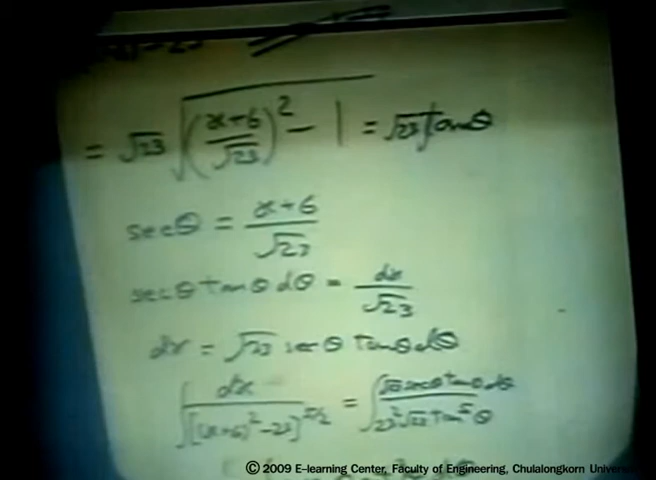 = √23 √((x+6)/√23)² - 1 = √23 tanθ
secθ = (x+6)/√23
secθ tanθ dθ = dx/√23
dx = √23 secθ tanθ dθ
∫ dx/[(x+6)² - 23]^(5/2) = ∫ √23 secθ tanθ dθ/23² √23 tan⁵θ
© 2009 E-learning Center, Faculty of Engineering, Chulalongkorn Univers